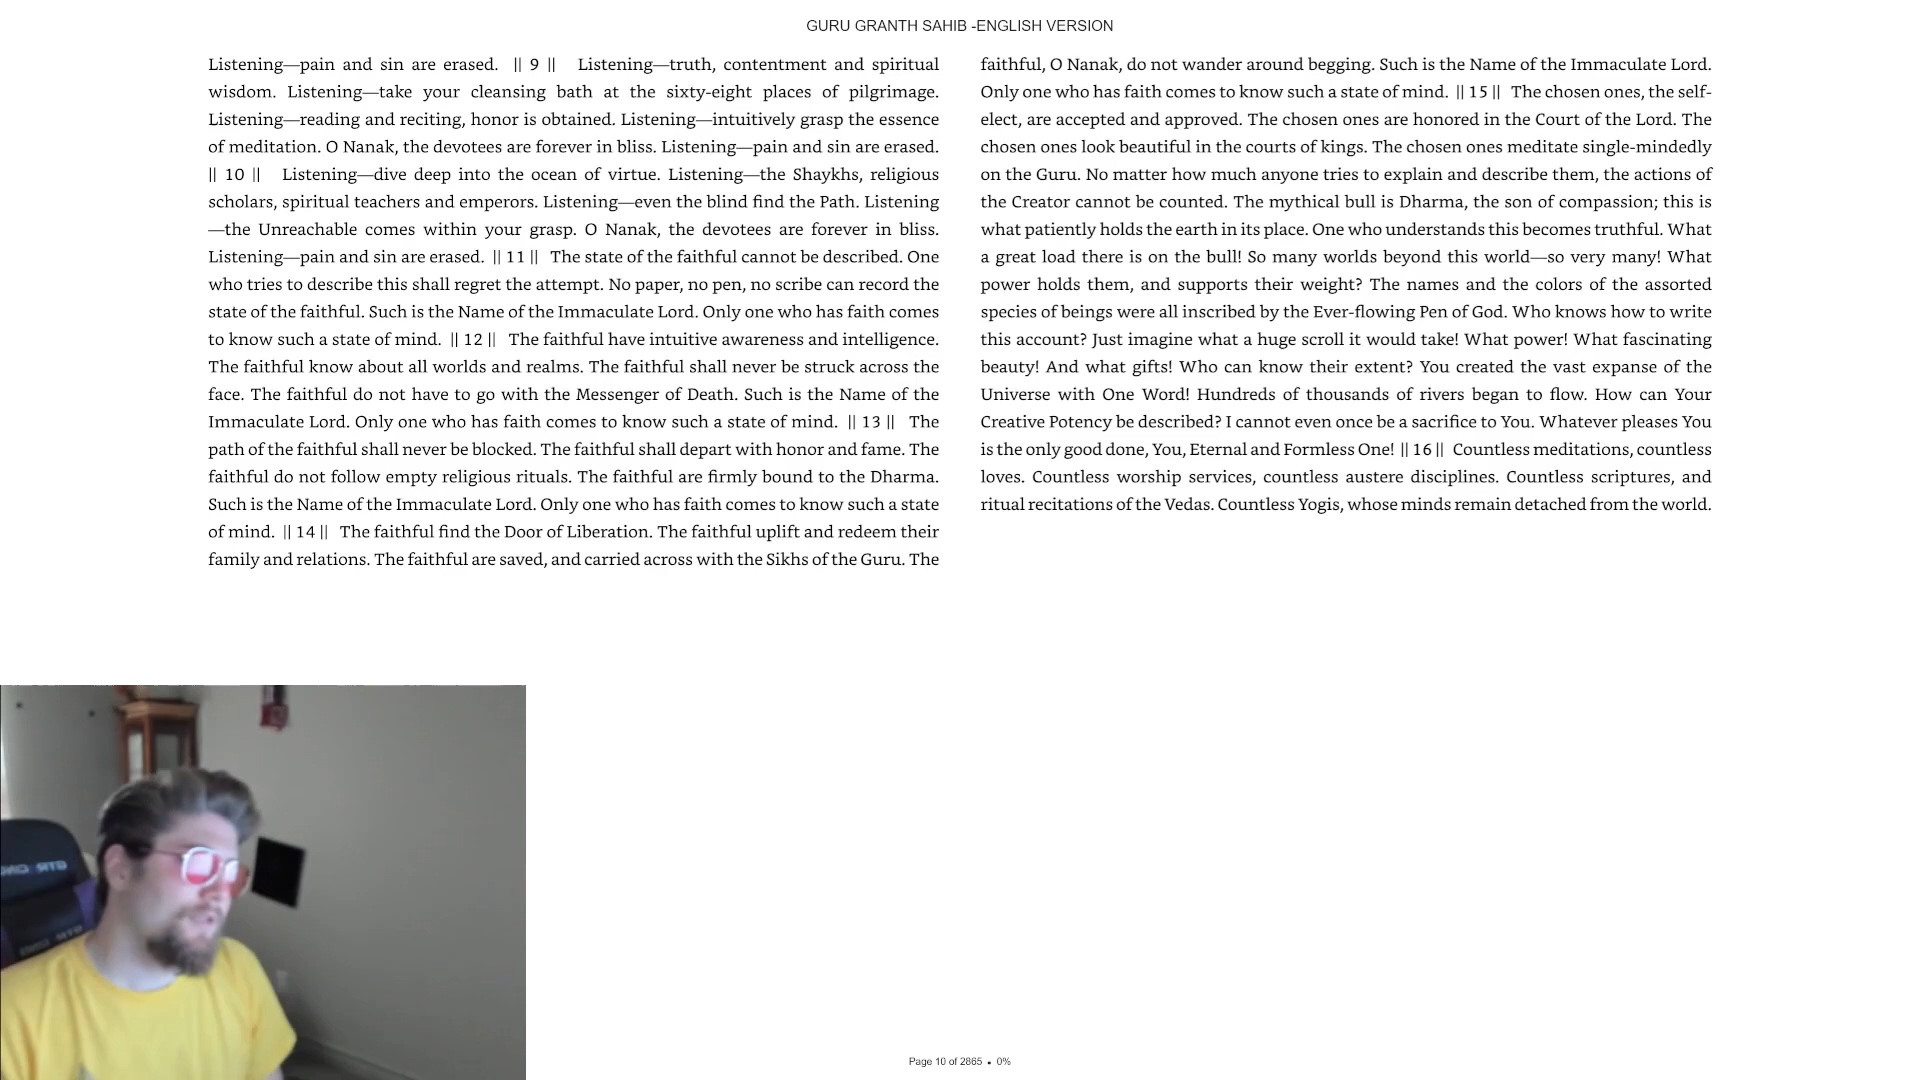 GURU GRANTH SAHIB -ENGLISH VERSION
Listening—pain and sin are erased. || 9 || Listening—truth, contentment and spiritual
wisdom. Listening—take your cleansing bath at the sixty-eight places of pilgrimage.
Listening—reading and reciting, honor is obtained. Listening—intuitively grasp the essence
of meditation. O Nanak, the devotees are forever in bliss. Listening—pain and sin are erased.
|| 10 || Listening—dive deep into the ocean of virtue. Listening—the Shaykhs, religious
scholars, spiritual teachers and emperors. Listening—even the blind find the Path. Listening
—the Unreachable comes within your grasp. O Nanak, the devotees are forever in bliss.
Listening—pain and sin are erased. || 11 || The state of the faithful cannot be described. One
who tries to describe this shall regret the attempt. No paper, no pen, no scribe can record the
state of the faithful. Such is the Name of the Immaculate Lord. Only one who has faith comes
to know such a state of mind. || 12 || The faithful have intuitive awareness and intelligence.
The faithful know about all worlds and realms. The faithful shall never be struck across the
face. The faithful do not have to go with the Messenger of Death. Such is the Name of the
Immaculate Lord. Only one who has faith comes to know such a state of mind. || 13 || The
path of the faithful shall never be blocked. The faithful shall depart with honor and fame. The
faithful do not follow empty religious rituals. The faithful are firmly bound to the Dharma.
Such is the Name of the Immaculate Lord. Only one who has faith comes to know such a state
of mind. || 14 || The faithful find the Door of Liberation. The faithful uplift and redeem their
family and relations. The faithful are saved, and carried across with the Sikhs of the Guru. The
faithful, O Nanak, do not wander around begging. Such is the Name of the Immaculate Lord.
Only one who has faith comes to know such a state of mind. || 15 || The chosen ones, the self-
elect, are accepted and approved. The chosen ones are honored in the Court of the Lord. The
chosen ones look beautiful in the courts of kings. The chosen ones meditate single-mindedly
on the Guru. No matter how much anyone tries to explain and describe them, the actions of
the Creator cannot be counted. The mythical bull is Dharma, the son of compassion; this is
what patiently holds the earth in its place. One who understands this becomes truthful. What
a great load there is on the bull! So many worlds beyond this world—so very many! What
power holds them, and supports their weight? The names and the colors of the assorted
species of beings were all inscribed by the Ever-flowing Pen of God. Who knows how to write
this account? Just imagine what a huge scroll it would take! What power! What fascinating
beauty! And what gifts! Who can know their extent? You created the vast expanse of the
Universe with One Word! Hundreds of thousands of rivers began to flow. How can Your
Creative Potency be described? I cannot even once be a sacrifice to You. Whatever pleases You
is the only good done, You, Eternal and Formless One! || 16 || Countless meditations, countless
loves. Countless worship services, countless austere disciplines. Countless scriptures, and
ritual recitations of the Vedas. Countless Yogis, whose minds remain detached from the world.
Page 10 of 2865 • 0%